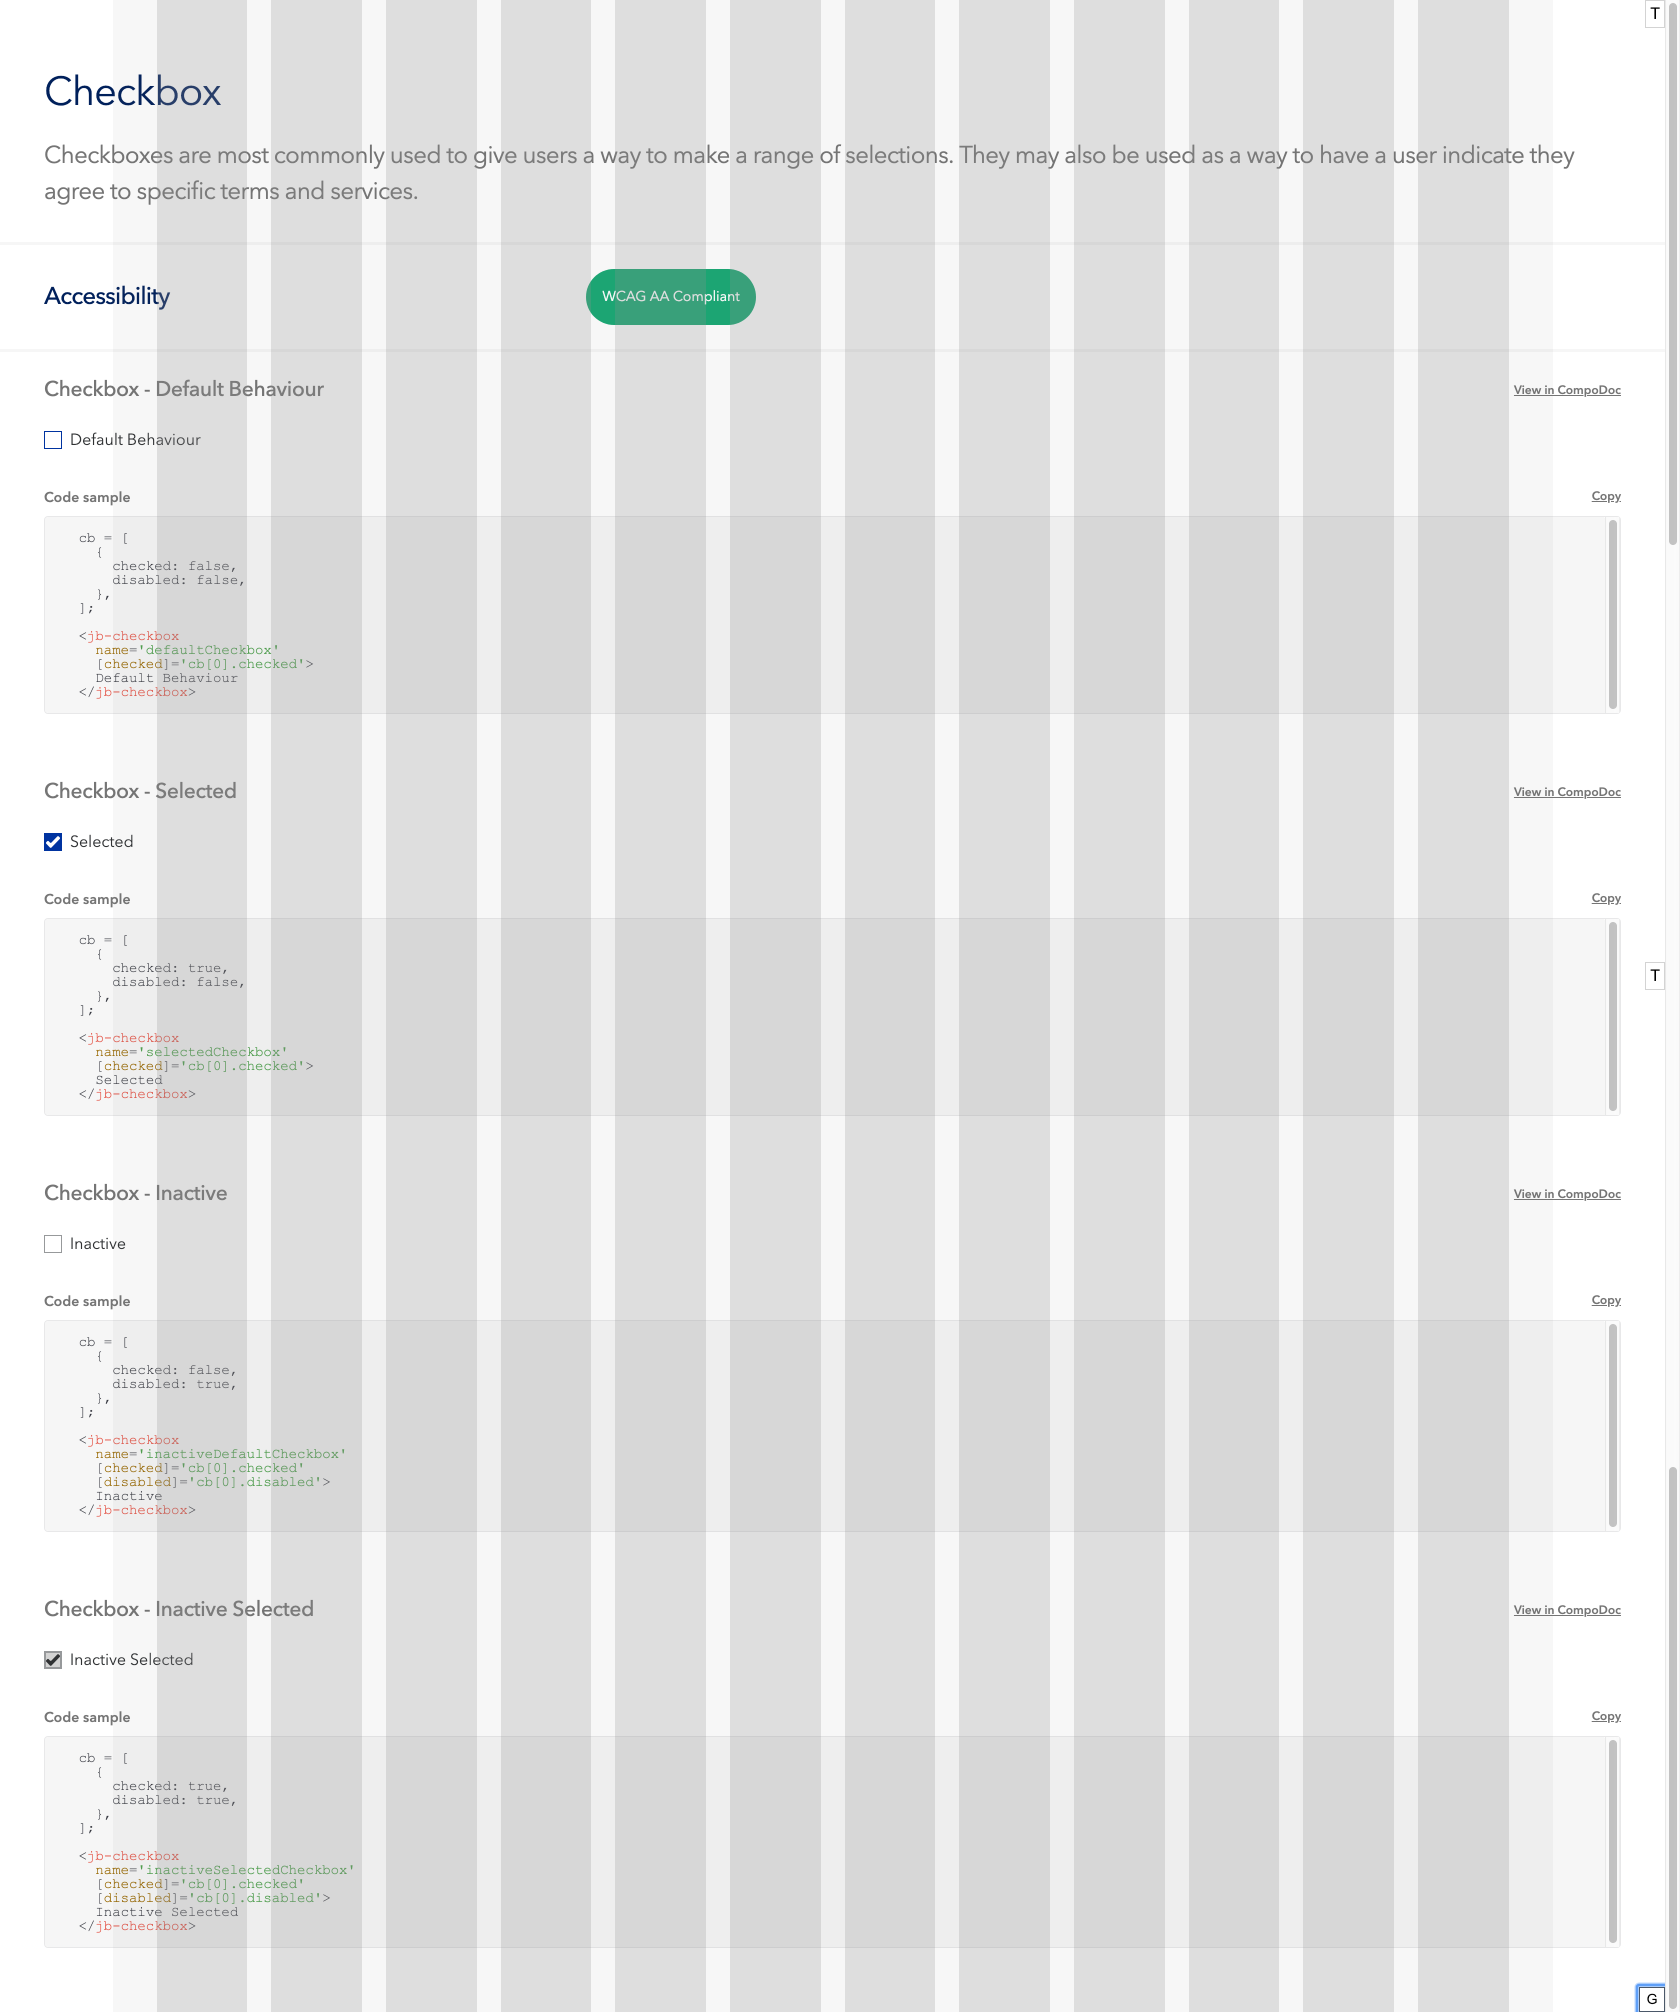 T
Checkbox
Checkboxes are most commonly used to give users a way to make a range of selections. They may also be used as a way to have a user indicate they
agree to specific terms and services.
Accessibility
WCAG AA Compliant
Checkbox - Default Behaviour
View in CompoDoc
Default Behaviour
Code sample
Copy
cb = [
  {
    checked: false,
    disabled: false,
  },
];
<jb-checkbox
  name='defaultCheckbox'
  [checked]='cb[0].checked'>
  Default Behaviour
</jb-checkbox>
Checkbox - Selected
View in CompoDoc
Selected
Code sample
Copy
cb = [
  {
    checked: true,
T
    disabled: false,
  },
];
<jb-checkbox
  name='selectedCheckbox'
  [checked]='cb[0].checked'>
  Selected
</jb-checkbox>
Checkbox - Inactive
View in CompoDoc
Inactive
Code sample
Copy
cb = [
  {
    checked: false,
    disabled: true,
  },
];
<jb-checkbox
  name='inactiveDefaultCheckbox'
  [checked]='cb[0].checked'
  [disabled]='cb[0].disabled'>
  Inactive
</jb-checkbox>
Checkbox - Inactive Selected
View in CompoDoc
Inactive Selected
Code sample
Copy
cb = [
  {
    checked: true,
    disabled: true,
  },
];
<jb-checkbox
  name='inactiveSelectedCheckbox'
  [checked]='cb[0].checked'
  [disabled]='cb[0].disabled'>
  Inactive Selected
</jb-checkbox>
G